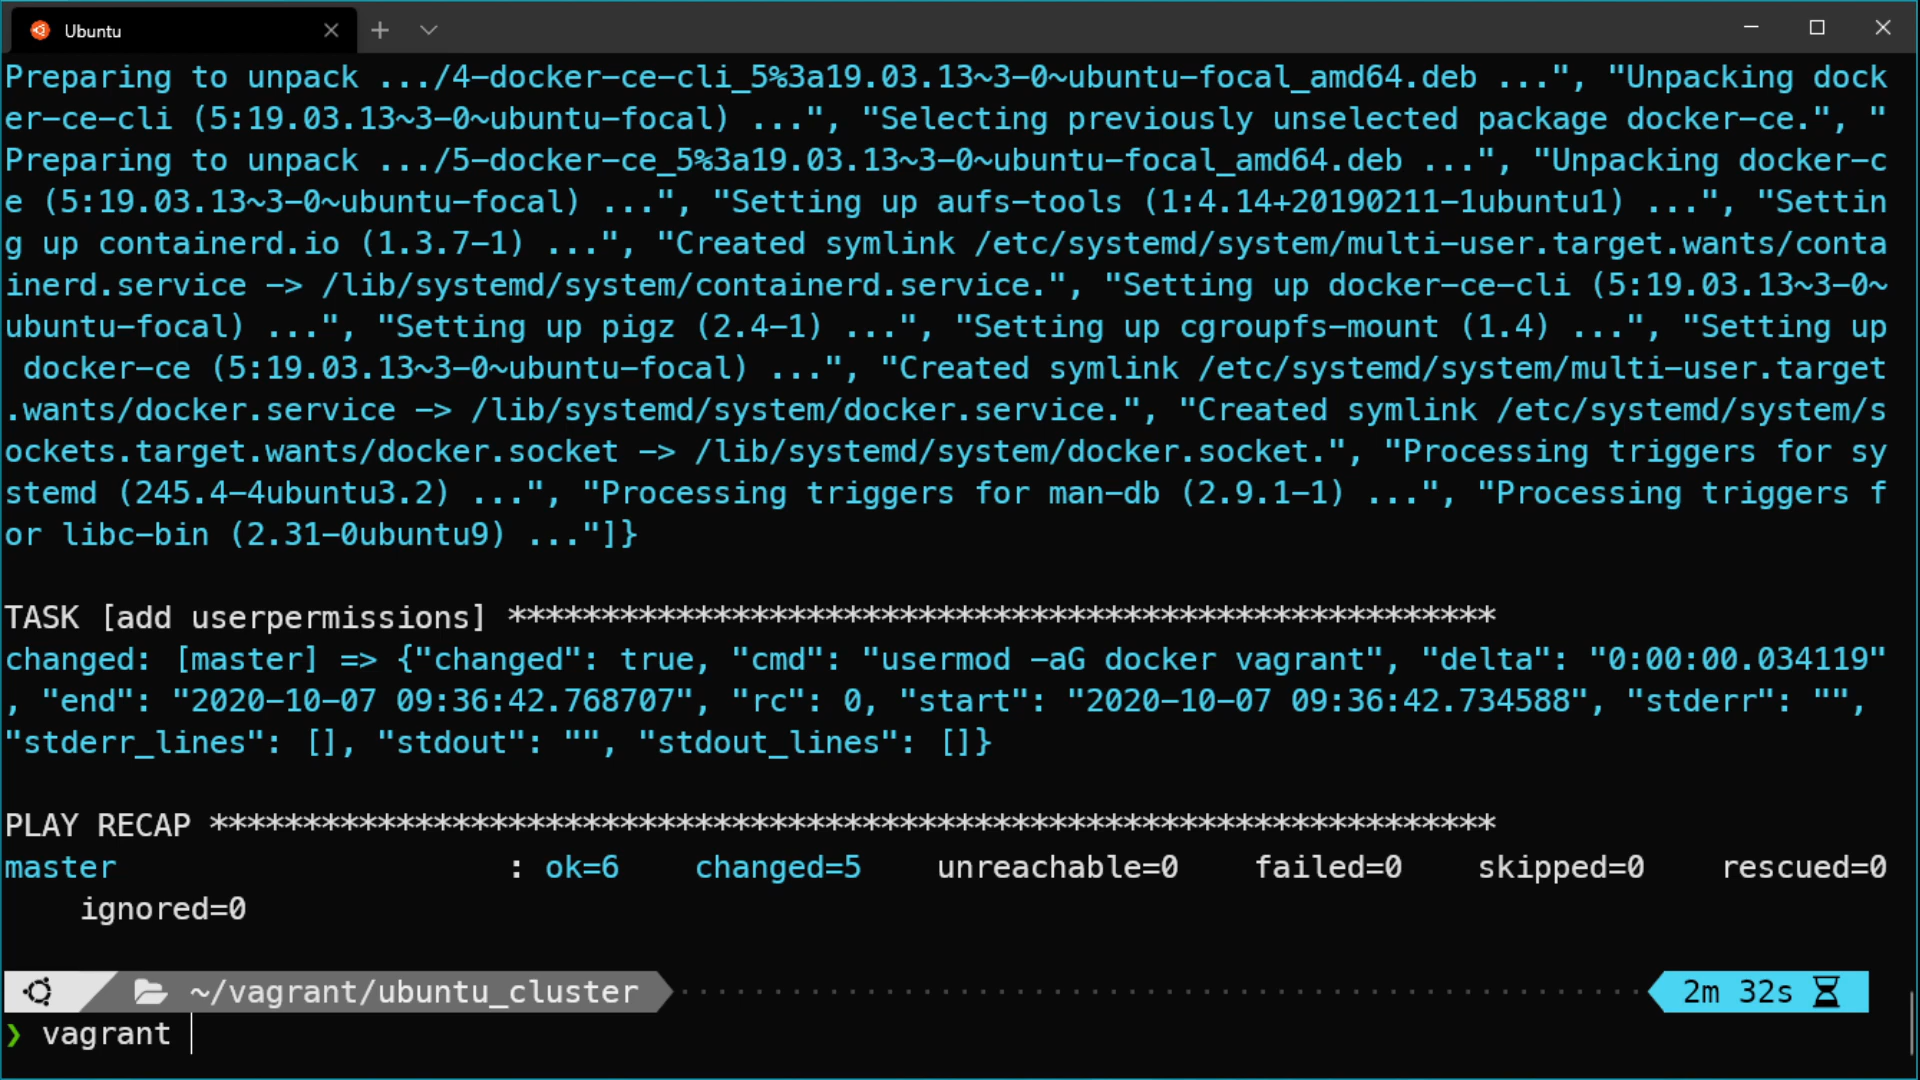 Ubuntu
Preparing to unpack .../4-docker-ce-cli_5%3a19.03.13~3-0~ubuntu-focal_amd64.deb ...", "Unpacking dock
er-ce-cli (5:19.03.13~3-0~ubuntu-focal) ...", "Selecting previously unselected package docker-ce.", "
Preparing to unpack .../5-docker-ce_5%3a19.03.13~3-0~ubuntu-focal_amd64.deb ...", "Unpacking docker-c
e (5:19.03.13~3-0~ubuntu-focal) ...", "Setting up aufs-tools (1:4.14+20190211-1ubuntu1) ...", "Settin
g up containerd.io (1.3.7-1) ...", "Created symlink /etc/systemd/system/multi-user.target.wants/conta
inerd.service -> /lib/systemd/system/containerd.service.", "Setting up docker-ce-cli (5:19.03.13~3-0~
ubuntu-focal) ...", "Setting up pigz (2.4-1) ...", "Setting up cgroupfs-mount (1.4) ...", "Setting up
 docker-ce (5:19.03.13~3-0~ubuntu-focal) ...", "Created symlink /etc/systemd/system/multi-user.target
.wants/docker.service -> /lib/systemd/system/docker.service.", "Created symlink /etc/systemd/system/s
ockets.target.wants/docker.socket -> /lib/systemd/system/docker.socket.", "Processing triggers for sy
stemd (245.4-4ubuntu3.2) ...", "Processing triggers for man-db (2.9.1-1) ...", "Processing triggers f
or libc-bin (2.31-0ubuntu9) ..."]}
TASK [add userpermissions] *****************************************************
changed: [master] => {"changed": true, "cmd": "usermod -aG docker vagrant", "delta": "0:00:00.034119"
, "end": "2020-10-07 09:36:42.768707", "rc": 0, "start": "2020-10-07 09:36:42.734588", "stderr": "",
"stderr_lines": [], "stdout": "", "stdout_lines": []}
PLAY RECAP *********************************************************************
master                     : ok=6    changed=5    unreachable=0    failed=0    skipped=0    rescued=0
    ignored=0
~/vagrant/ubuntu_cluster 2m 32s
❯ vagrant